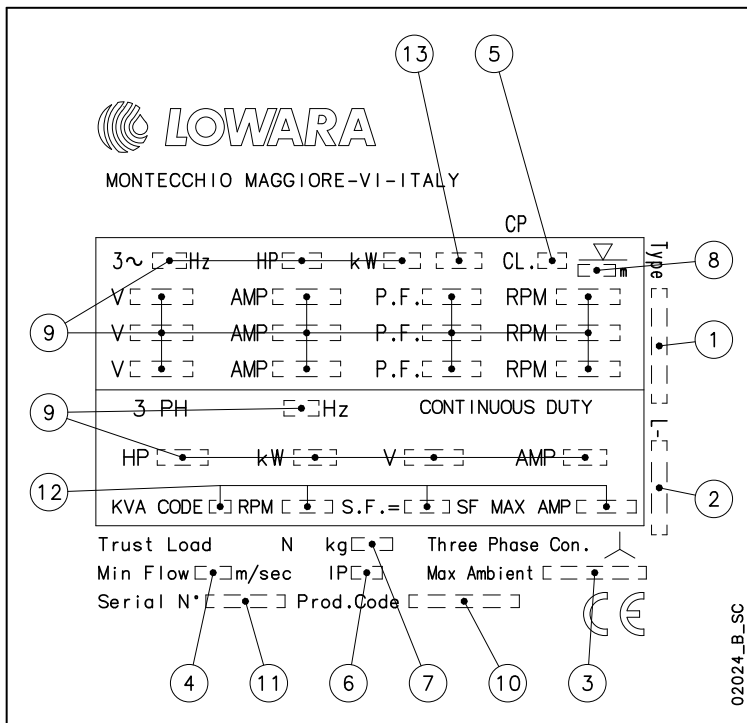 13 5
LOWARA
MONTECCHIO MAGGIORE-VI-ITALY
CP
3~ Hz HP kW CL. m
Type
8
V AMP P.F. RPM
9
V AMP P.F. RPM
1
V AMP P.F. RPM
9
3 PH Hz CONTINUOUS DUTY
L-
HP kW V AMP
12
2
KVA CODE RPM S.F.= SF MAX AMP
Trust Load N kg Three Phase Con.
Min Flow m/sec IP Max Ambient
Serial N° Prod.Code CE
4 11 6 7 10 3
02024_B_SC